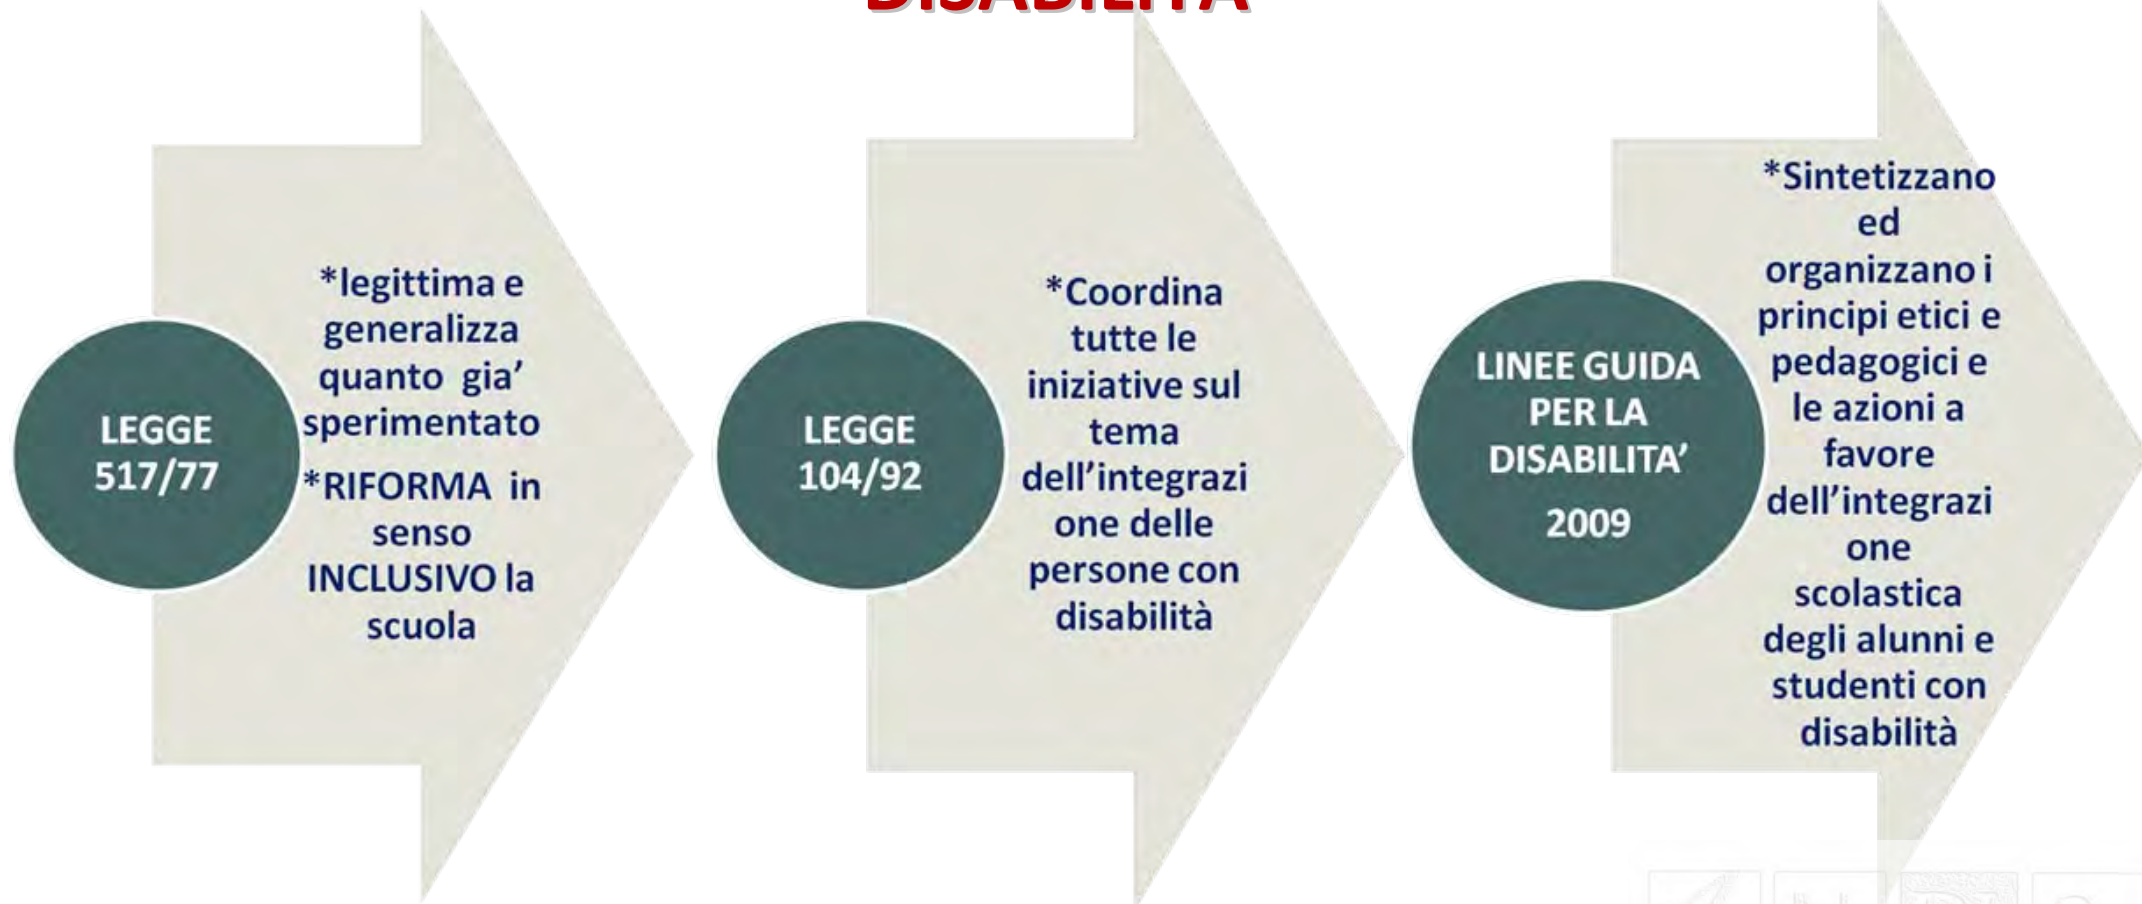 DISABILITA'
LEGGE
517/77
*legittima e
generalizza
quanto gia’
sperimentato
*RIFORMA in
senso
INCLUSIVO la
scuola
LEGGE
104/92
*Coordina
tutte le
iniziative sul
tema
dell’integrazi
one delle
persone con
disabilità
LINEE GUIDA
PER LA
DISABILITA’
2009
*Sintetizzano
ed
organizzano i
principi etici e
pedagogici e
le azioni a
favore
dell’integrazi
one
scolastica
degli alunni e
studenti con
disabilità